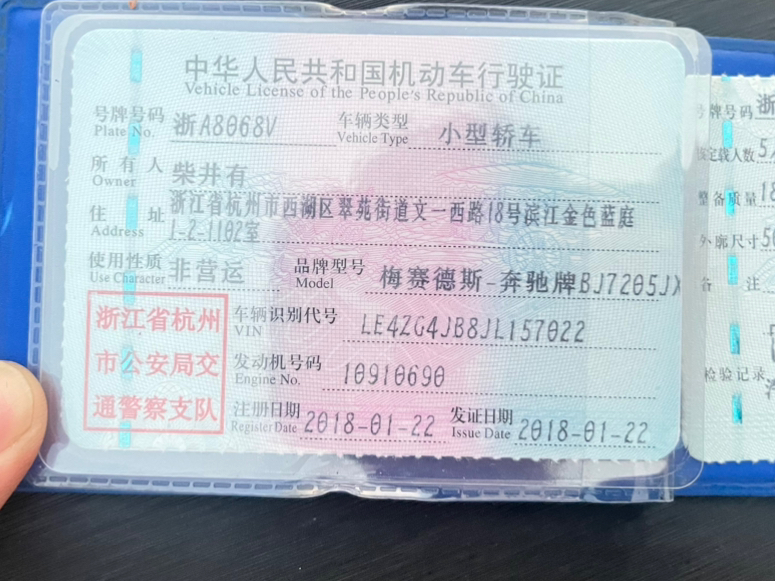 中华人民共和国机动车行驶证
Vehicle License of the People's Republic of China
号牌号码 浙A8068V 车辆类型 小型轿车
Plate No. Vehicle Type
所有人 柴井有
Owner
住址 浙江省杭州市西湖区翠苑街道文一西路18号滨江金色蓝庭
Address 1-2-1102室
使用性质 非营运 品牌型号 梅赛德斯-奔驰牌BJ7205JX
Use Character Model
浙江省杭州
市公安局交
通警察支队
车辆识别代号 LE4ZG4JB8JL157022
VIN
发动机号码 10910690
Engine No.
注册日期 2018-01-22 发证日期 2018-01-22
Register Date Issue Date
号牌号码 浙
定载人数 5
整备质量 18
外廓尺寸 50
备注
检验记录